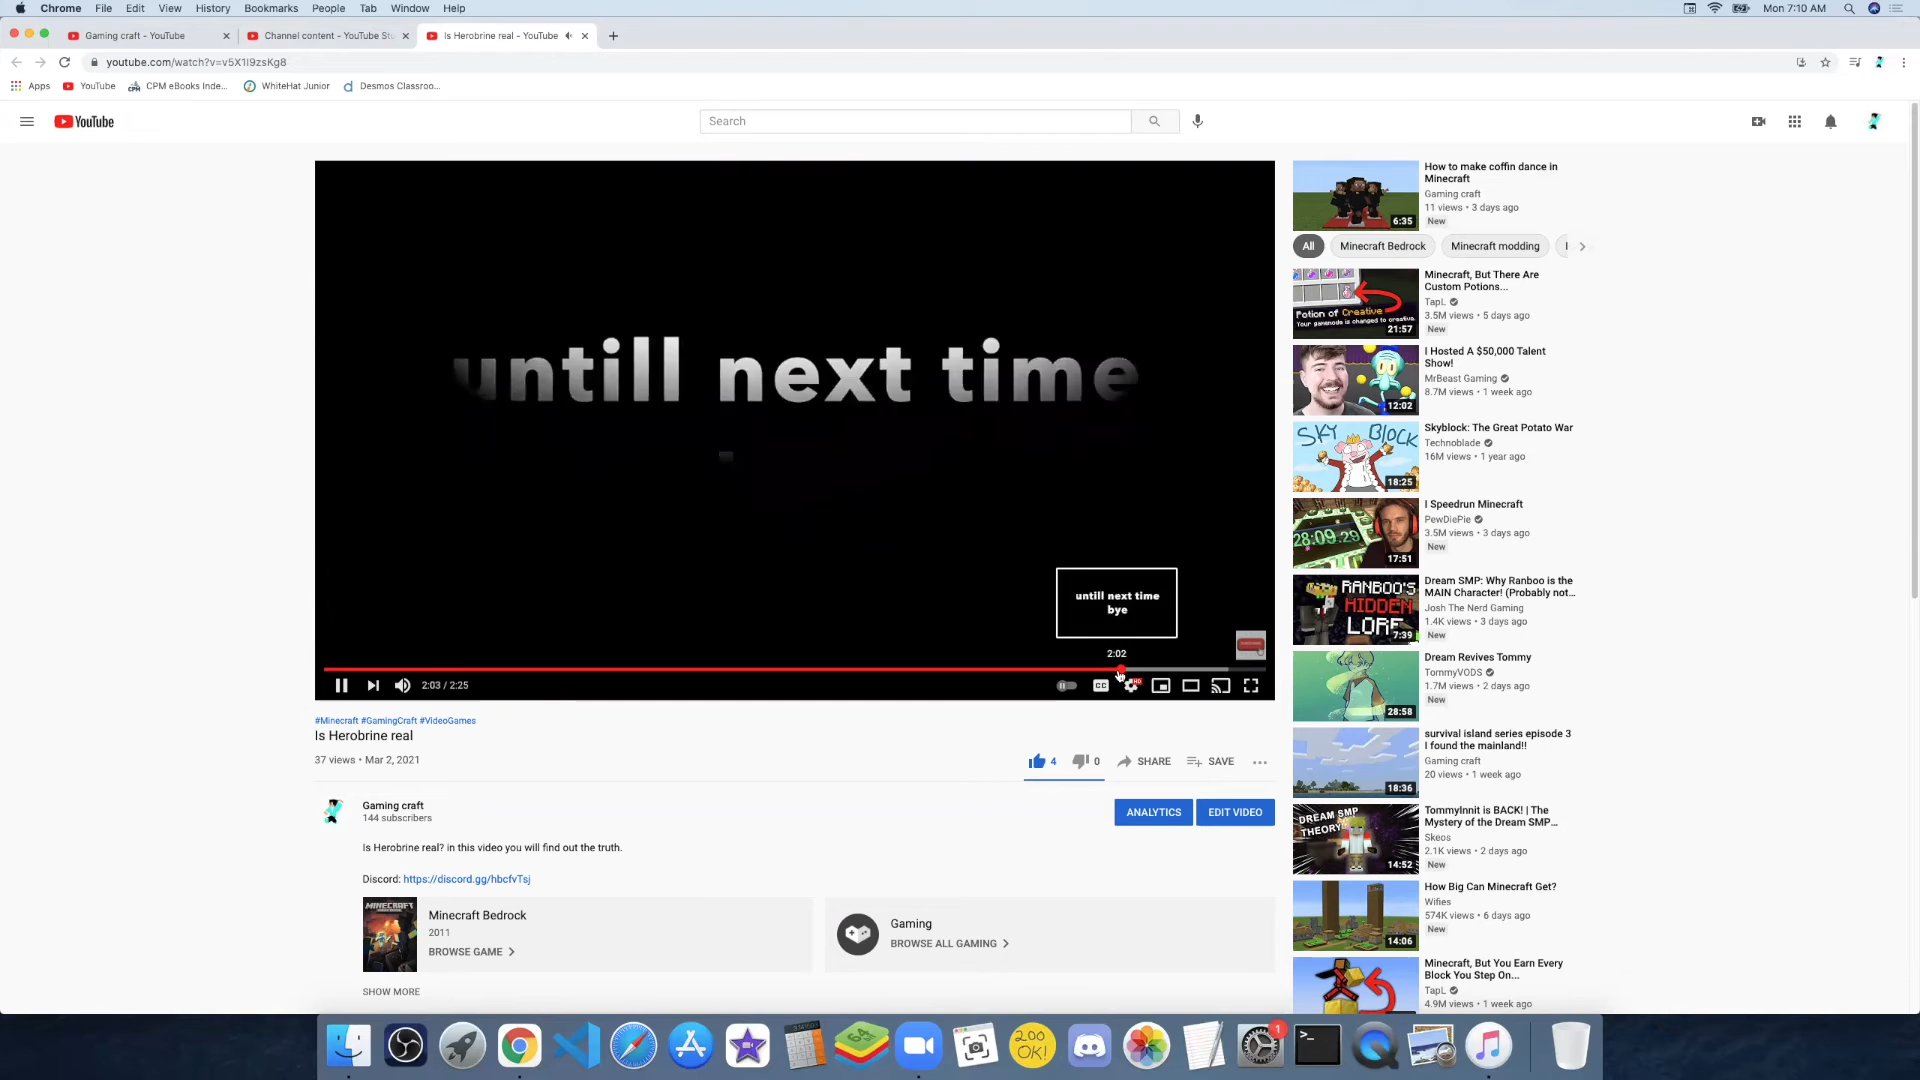 Chrome File Edit View History Bookmarks People Tab Window Help
Mon 7:10 AM
Gaming craft - YouTube
Channel content - YouTube Stu
Is Herobrine real - YouTube
youtube.com/watch?v=v5X1I9zsKg8
Apps YouTube CPM eBooks Inde... WhiteHat Junior Desmos Classroo...
YouTube
Search
untill next time
untill next time
bye
2:02
2:03 / 2:25
CC
HD
#Minecraft #GamingCraft #VideoGames
Is Herobrine real
37 views • Mar 2, 2021
4 0 SHARE SAVE
Gaming craft
144 subscribers
ANALYTICS EDIT VIDEO
Is Herobrine real? in this video you will find out the truth.
Discord: https://discord.gg/hbcfvTsj
MINECRAFT
Minecraft Bedrock
2011
BROWSE GAME
Gaming
BROWSE ALL GAMING
SHOW MORE
6:35
How to make coffin dance in
Minecraft
Gaming craft
11 views • 3 days ago
New
All Minecraft Bedrock Minecraft modding
Potion of Creative
Your gamemode is changed to creative.
21:57
Minecraft, But There Are
Custom Potions...
TapL
3.5M views • 5 days ago
New
12:02
I Hosted A $50,000 Talent
Show!
MrBeast Gaming
8.7M views • 1 week ago
SKY BLOCK
18:25
Skyblock: The Great Potato War
Technoblade
16M views • 1 year ago
28:09.29
17:51
I Speedrun Minecraft
PewDiePie
3.5M views • 3 days ago
New
RANBOO'S
HIDDEN
LORE
7:39
Dream SMP: Why Ranboo is the
MAIN Character! (Probably not...
Josh The Nerd Gaming
1.4K views • 3 days ago
New
28:58
Dream Revives Tommy
TommyVODS
1.7M views • 2 days ago
New
18:36
survival island series episode 3
I found the mainland!!
Gaming craft
20 views • 1 week ago
DREAM SMP
THEORY
14:52
TommyInnit is BACK! | The
Mystery of the Dream SMP...
Skeos
2.1K views • 2 days ago
New
14:06
How Big Can Minecraft Get?
Wifies
574K views • 6 days ago
New
Minecraft, But You Earn Every
Block You Step On...
TapL
4.9M views • 1 week ago
64
200
OK!
1